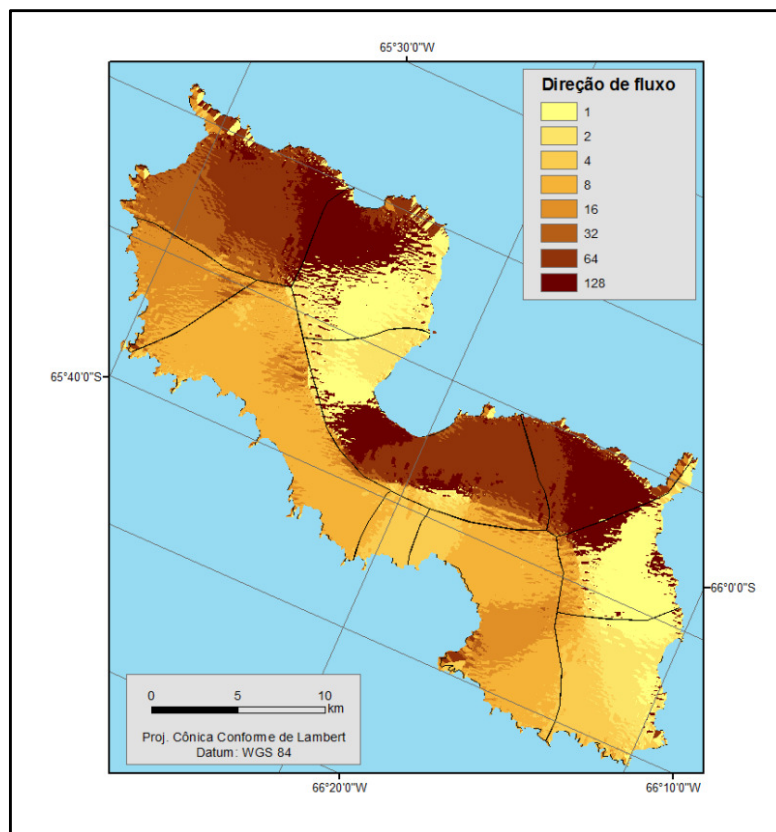 65°30'0"W
Direção de fluxo
1
2
4
8
16
32
64
128
65°40'0"S
66°0'0"S
0 5 10
km
Proj. Cônica Conforme de Lambert
Datum: WGS 84
66°20'0"W
66°10'0"W